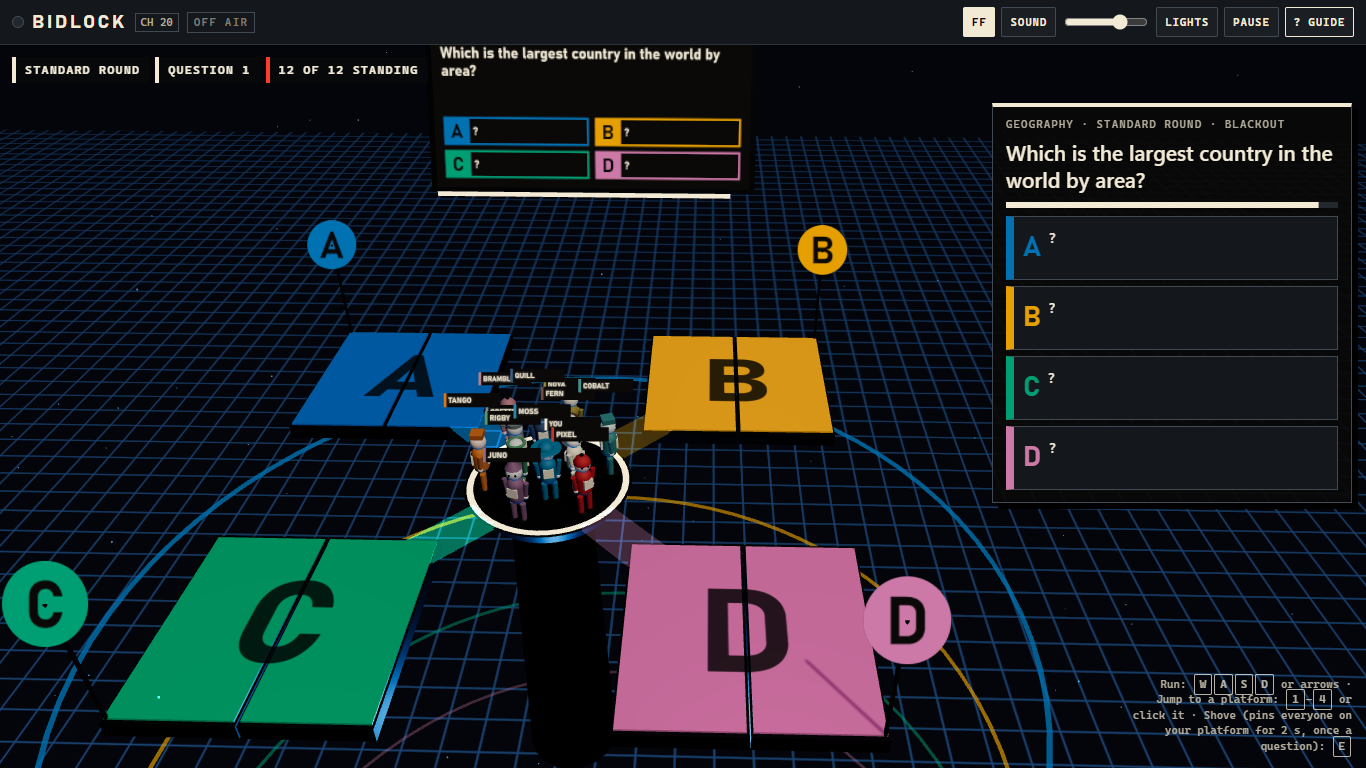 BIDLOCK CH 20 OFF AIR
FF SOUND LIGHTS PAUSE ? GUIDE
STANDARD ROUND QUESTION 1 12 OF 12 STANDING
Which is the largest country in the world by
area?
A ? B ?
C ? D ?
GEOGRAPHY · STANDARD ROUND · BLACKOUT
Which is the largest country in the
world by area?
A ?
B ?
C ?
D ?
A
B
A
B
QUILL
COBALT
FERN
TANGO
MOSS
RIGBY
YOU
PIXEL
JUNO
C
D
C
D
Run: W A S D or arrows ·
Jump to a platform: 1 - 4 or
click it · Shove (pins everyone on
your platform for 2 s, once a
question): E